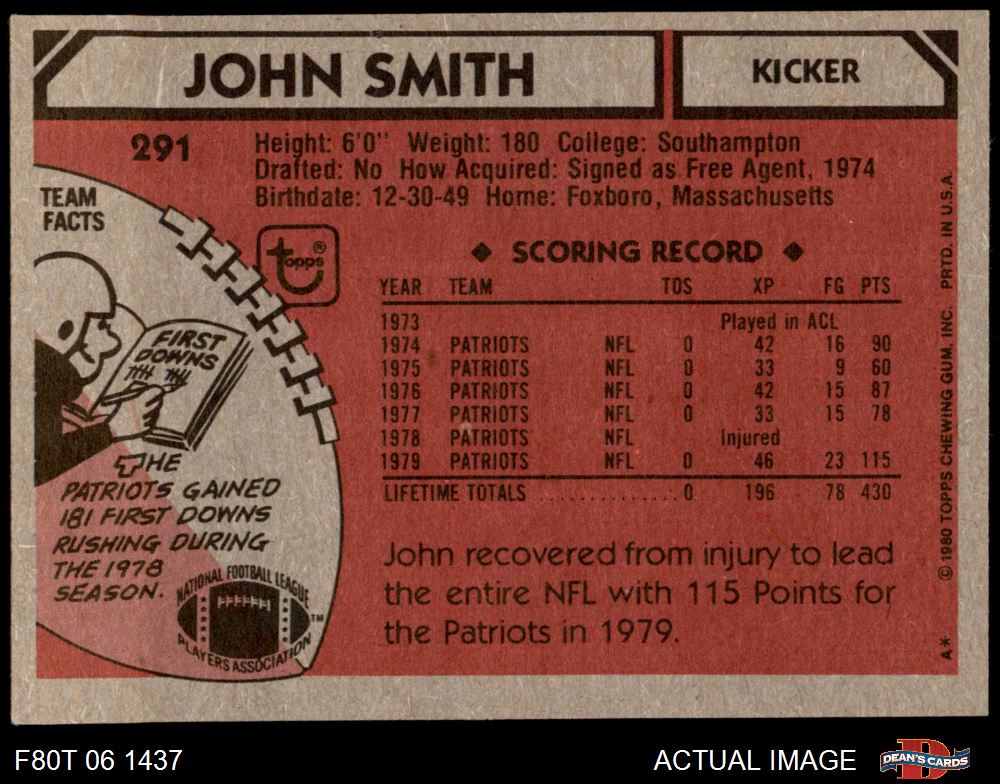 JOHN SMITH
KICKER
291
Height: 6'0" Weight: 180 College: Southampton
Drafted: No How Acquired: Signed as Free Agent, 1974
Birthdate: 12-30-49 Home: Foxboro, Massachusetts
TEAM
FACTS
FIRST
DOWNS
THE
PATRIOTS GAINED
181 FIRST DOWNS
RUSHING DURING
THE 1978
SEASON.
NATIONAL FOOTBALL LEAGUE
PLAYERS ASSOCIATION
TM
topps ®
◆ SCORING RECORD ◆
YEAR TEAM TDS XP FG PTS
1973 Played in ACL
1974 PATRIOTS NFL 0 42 16 90
1975 PATRIOTS NFL 0 33 9 60
1976 PATRIOTS NFL 0 42 15 87
1977 PATRIOTS NFL 0 33 15 78
1978 PATRIOTS NFL Injured
1979 PATRIOTS NFL 0 46 23 115
LIFETIME TOTALS ............... 0 196 78 430
John recovered from injury to lead
the entire NFL with 115 Points for
the Patriots in 1979.
A* © 1980 TOPPS CHEWING GUM, INC. PRTD. IN U.S.A.
F80T 06 1437
ACTUAL IMAGE
DEAN'S CARDS